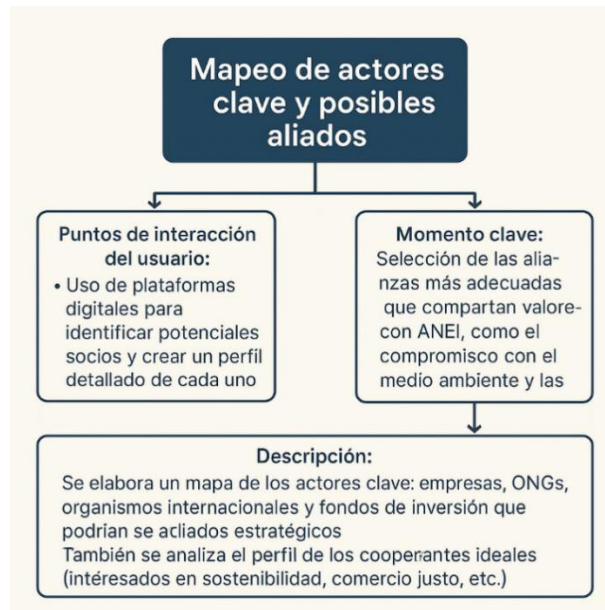 Mapeo de actores
clave y posibles
aliados
Puntos de interacción
del usuario:
• Uso de plataformas
digitales para
identificar potenciales
socios y crear un perfil
detallado de cada uno
Momento clave:
Selección de las alia-
nzas más adecuadas
que compartan valore-
con ANEI, como el
compromiso con el
medio ambiente y las
Descripción:
Se elabora un mapa de los actores clave: empresas, ONGs,
organismos internacionales y fondos de inversión que
podrian se acliados estratégicos
También se analiza el perfil de los cooperantes ideales
(intéresados en sostenibilidad, comercio justo, etc.)